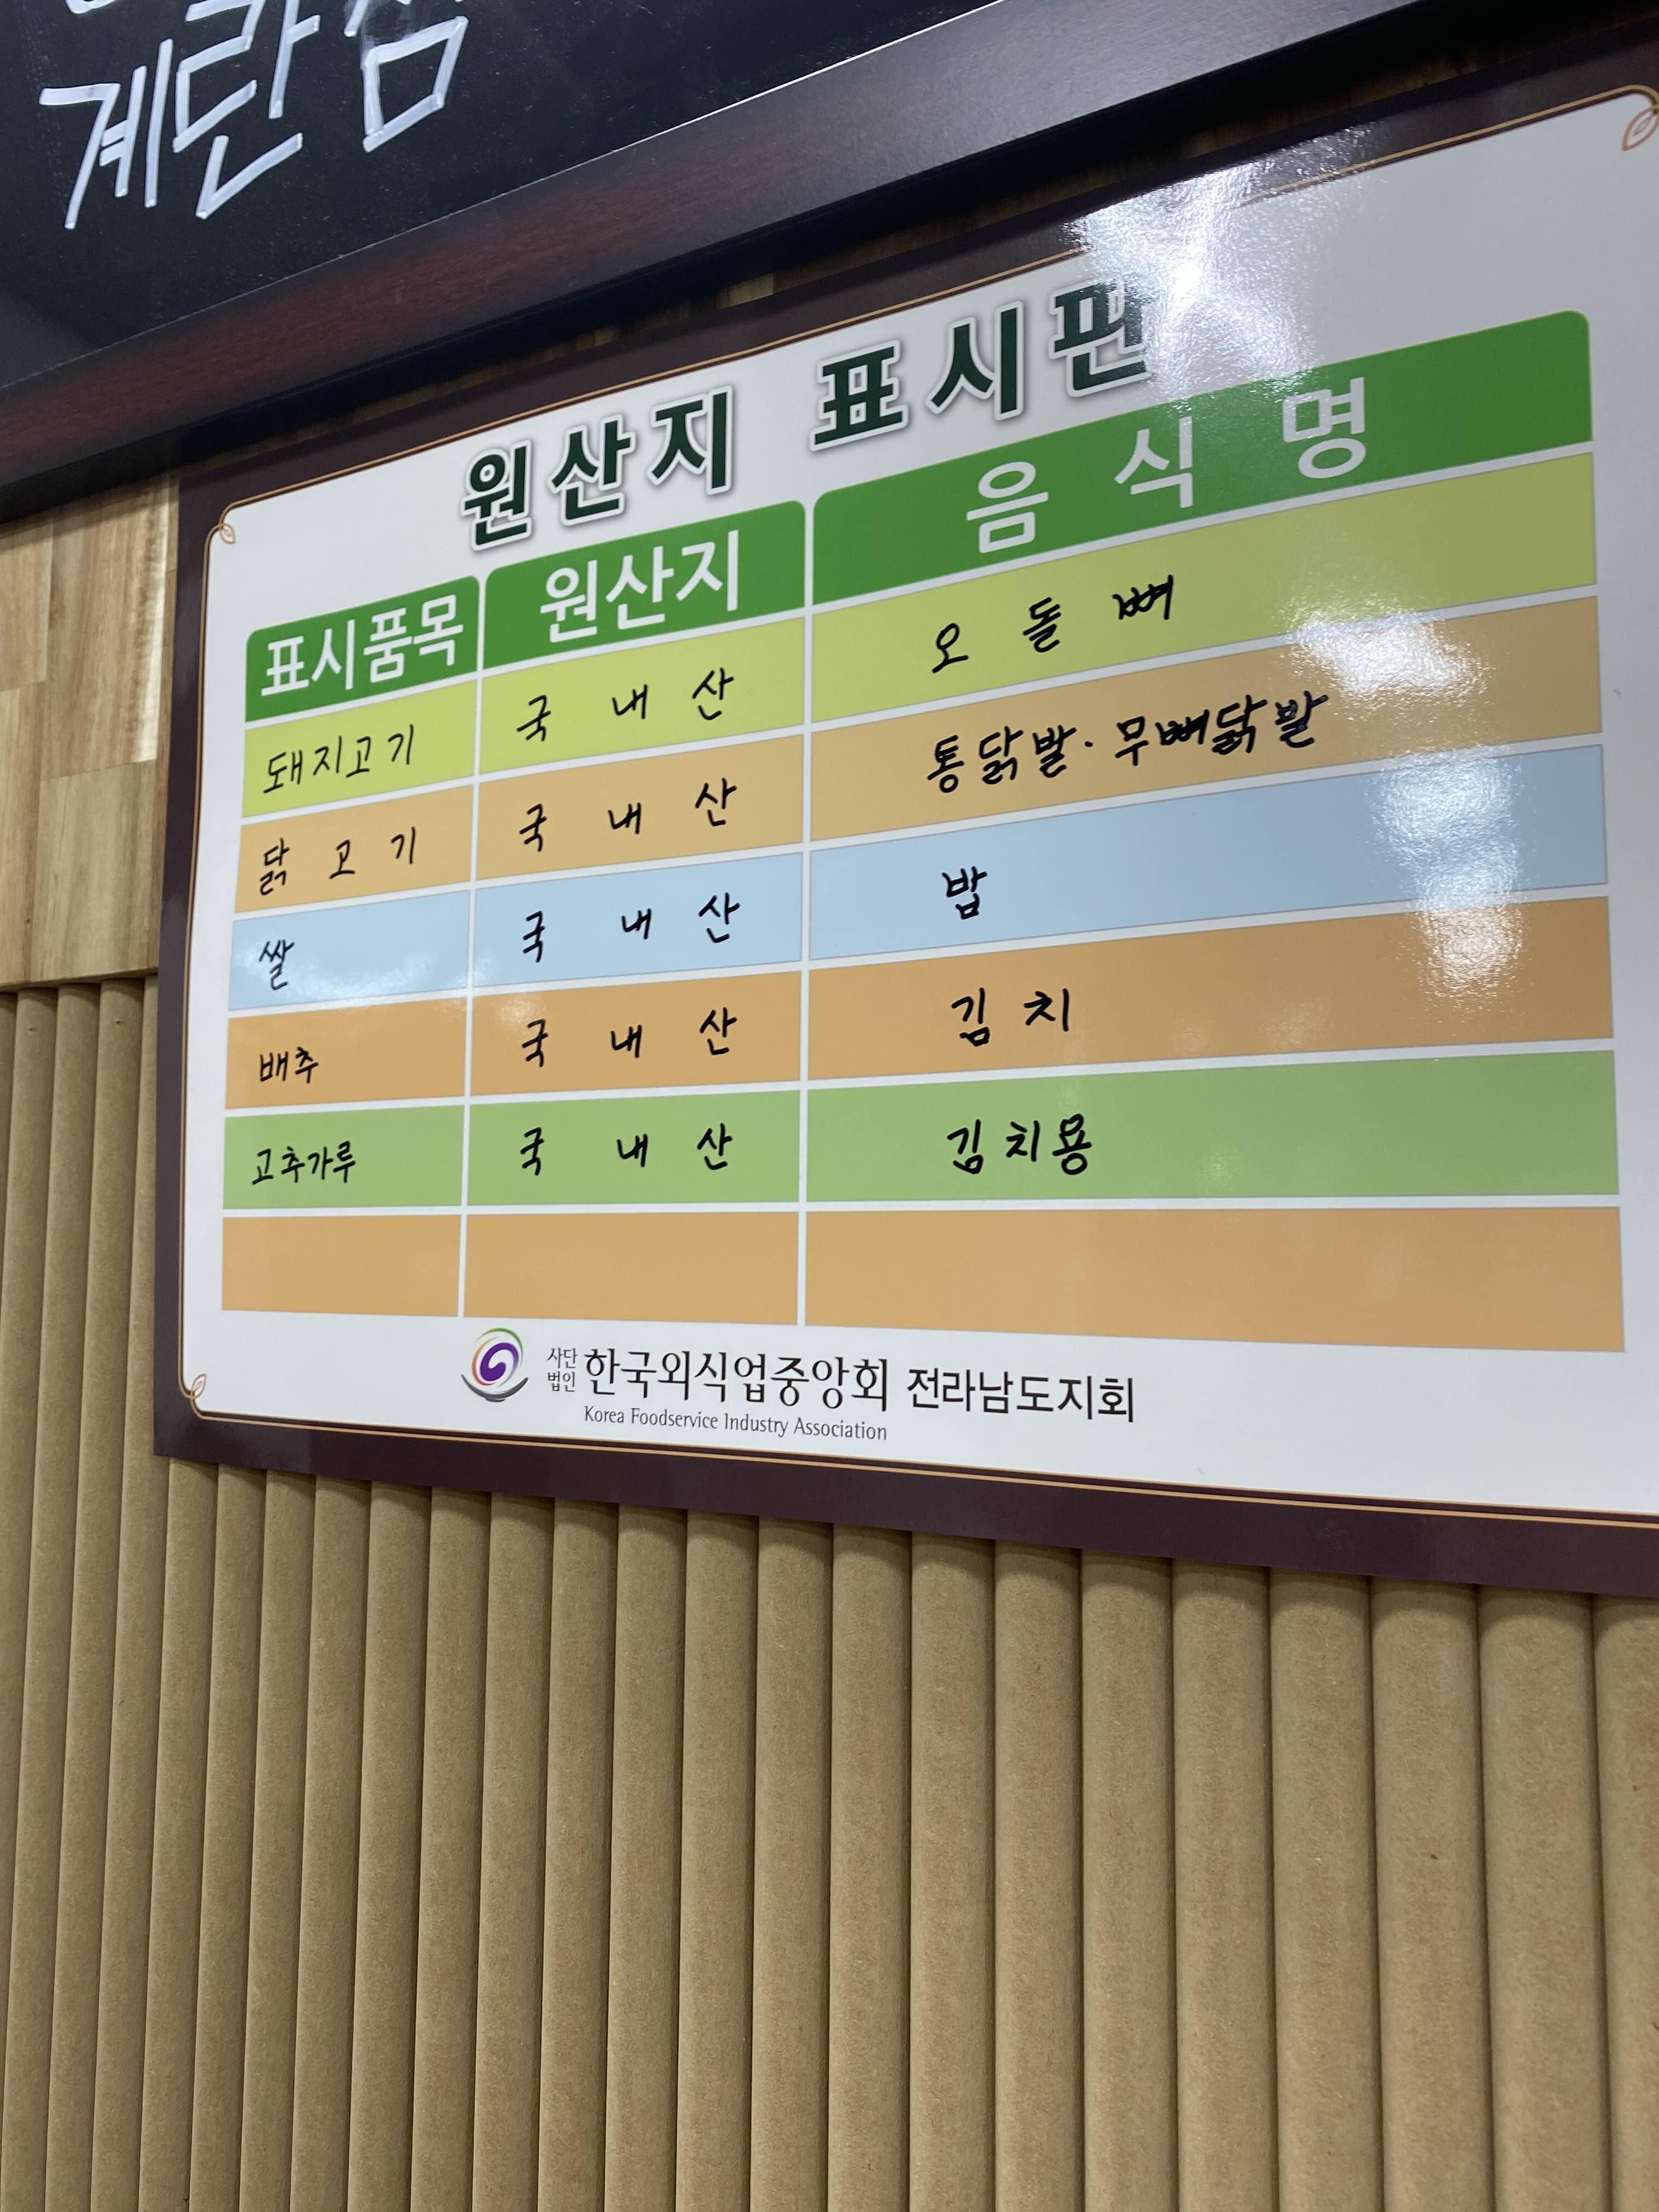 계란찜
원산지 표시판
표시품목 원산지 음식명
돼지고기 국내산 오돌뼈
닭고기 국내산 통닭발·무뼈닭발
쌀 국내산 밥
배추 국내산 김치
고추가루 국내산 김치용
사단법인 한국외식업중앙회 전라남도지회
Korea Foodservice Industry Association